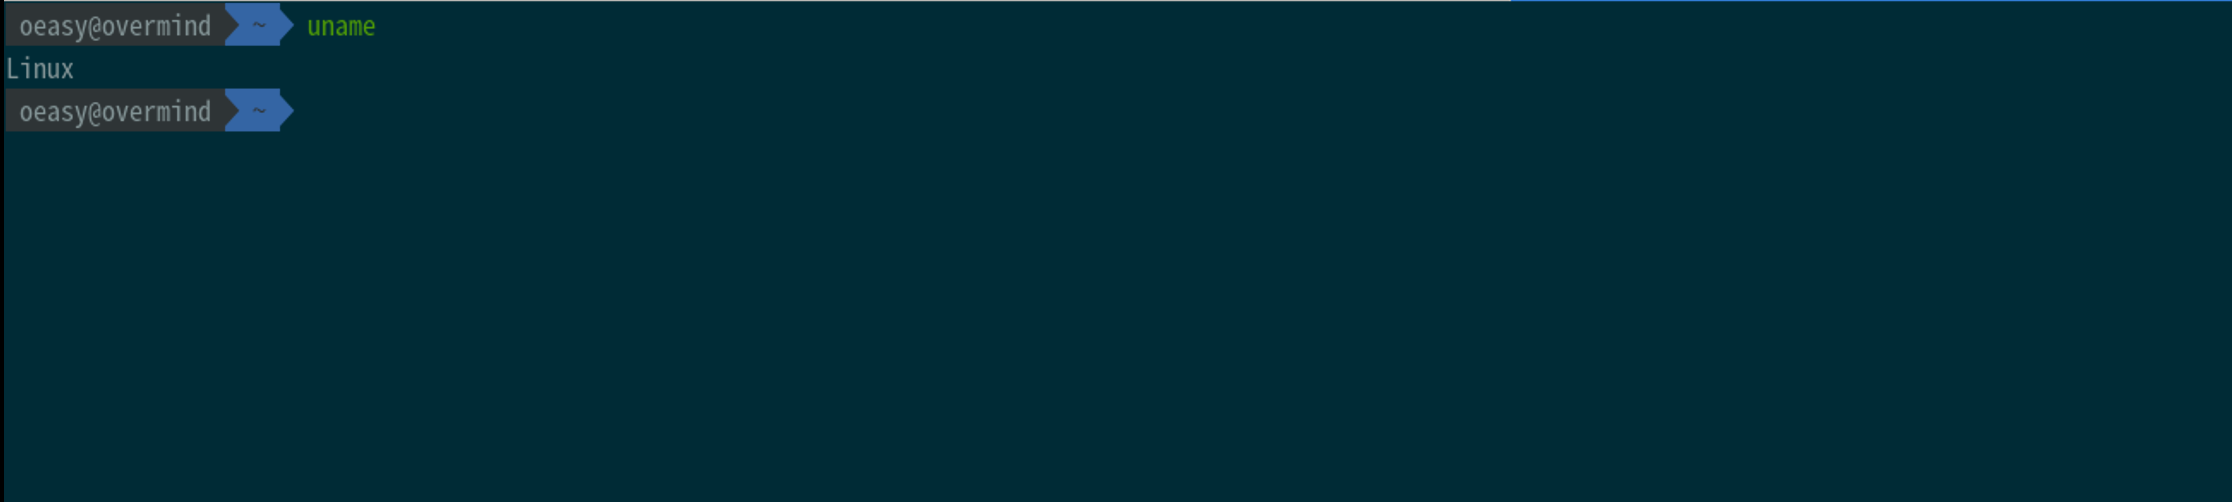 oeasy@overmind ~ uname
Linux
oeasy@overmind ~